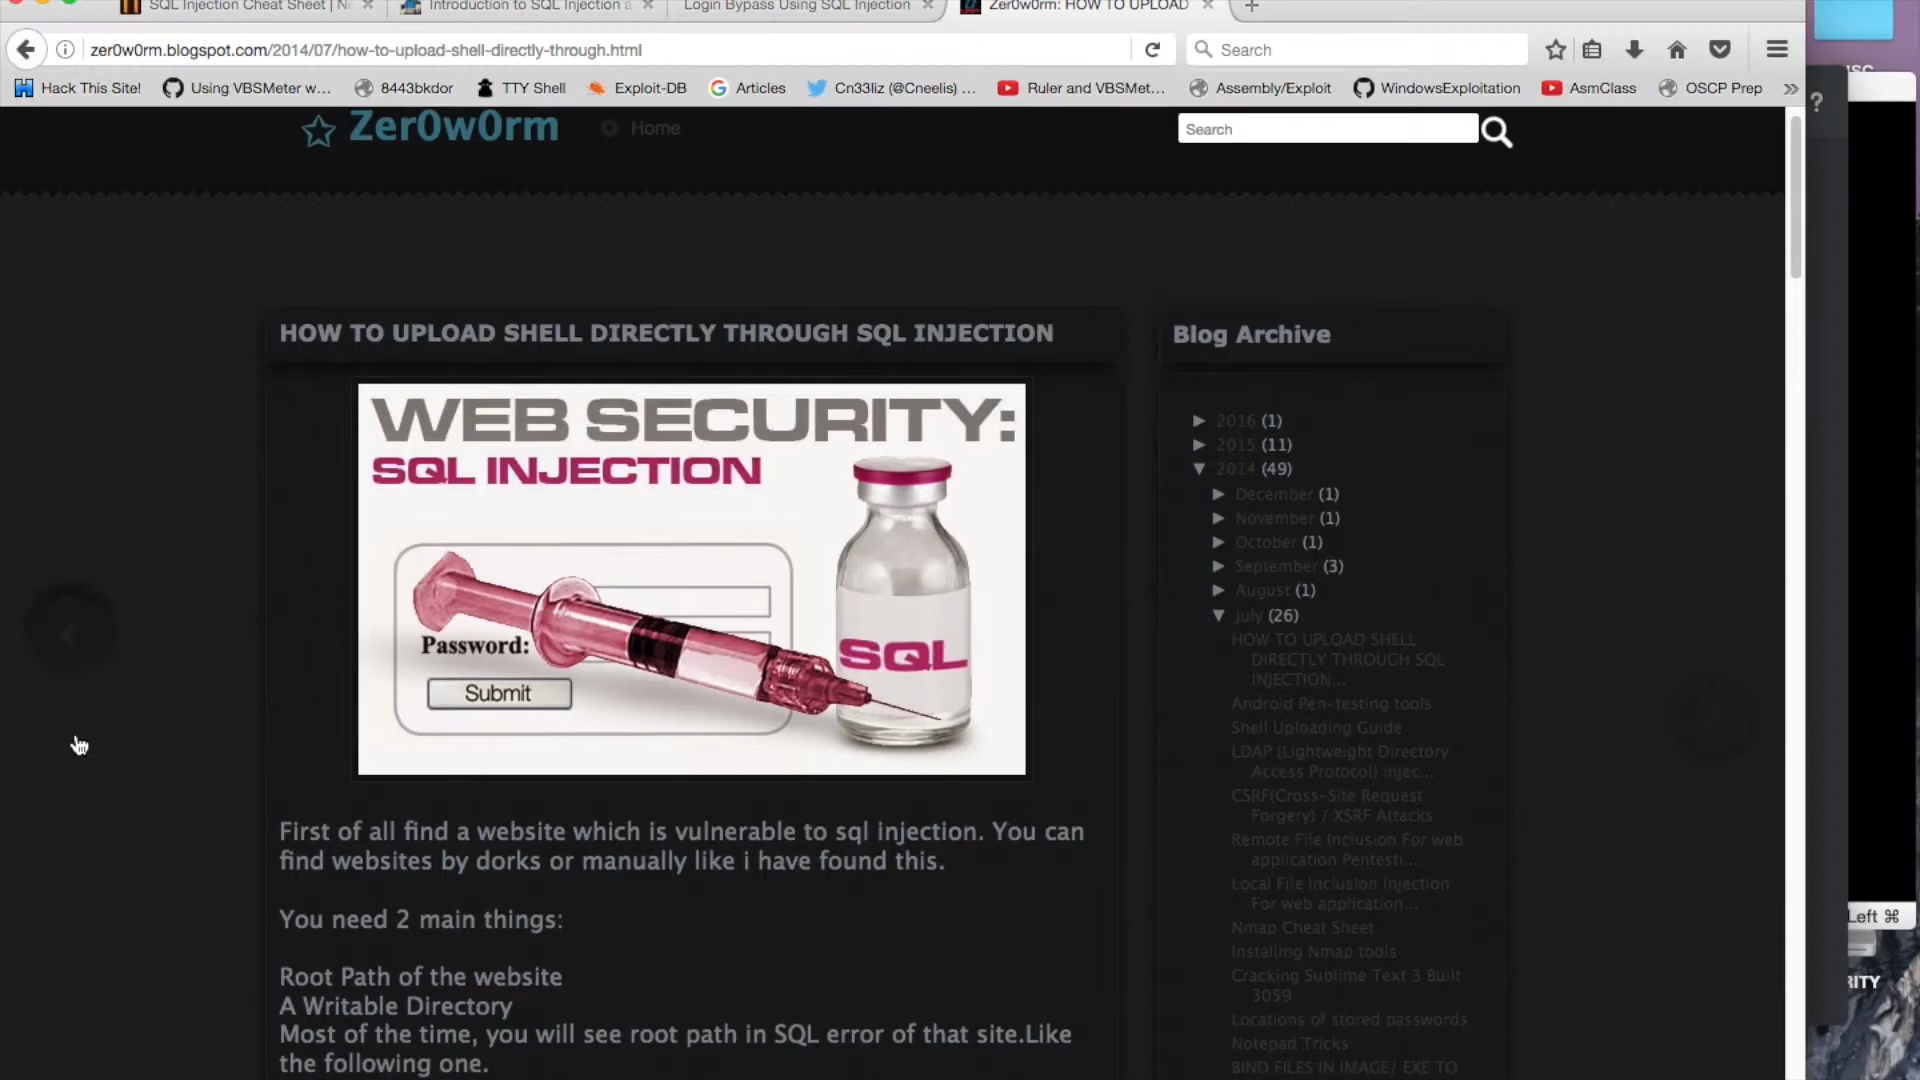 SQL Injection Cheat Sheet | Ne
Introduction to SQL Injection a
Login Bypass Using SQL Injection
Zer0w0rm: HOW TO UPLOAD
zer0w0rm.blogspot.com/2014/07/how-to-upload-shell-directly-through.html
Search
Hack This Site!
Using VBSMeter w...
8443bkdor
TTY Shell
Exploit-DB
Articles
Cn33liz (@Cneelis) ...
Ruler and VBSMet...
Assembly/Exploit
WindowsExploitation
AsmClass
OSCP Prep
»
?
Zer0w0rm
Home
Search
HOW TO UPLOAD SHELL DIRECTLY THROUGH SQL INJECTION
WEB SECURITY:
SQL INJECTION
Password:
Submit
SQL
First of all find a website which is vulnerable to sql injection. You can
find websites by dorks or manually like i have found this.
You need 2 main things:
Root Path of the website
A Writable Directory
Most of the time, you will see root path in SQL error of that site.Like
the following one.
Blog Archive
► 2016 (1)
► 2015 (11)
▼ 2014 (49)
► December (1)
► November (1)
► October (1)
► September (3)
► August (1)
▼ July (26)
HOW TO UPLOAD SHELL
DIRECTLY THROUGH SQL
INJECTION...
Android Pen-testing tools
Shell Uploading Guide
LDAP (Lightweight Directory
Access Protocol) injec...
CSRF(Cross-Site Request
Forgery) / XSRF Attacks
Remote File Inclusion For web
application Pentesti...
Local File Inclusion Injection
For web application...
Nmap Cheat Sheet
Installing Nmap tools
Cracking Sublime Text 3 Built
3059
Locations of stored passwords
Notepad Tricks
BIND FILES IN IMAGE/ EXE TO
Left ⌘